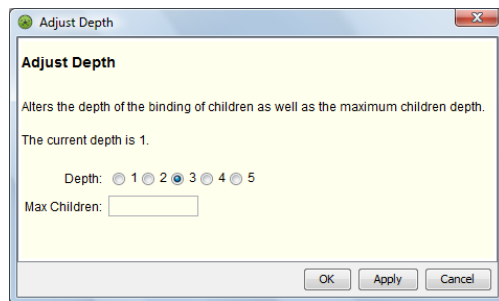 Adjust Depth
Adjust Depth
Alters the depth of the binding of children as well as the maximum children depth.
The current depth is 1.
Depth: 1 2 3 4 5
Max Children:
OK Apply Cancel